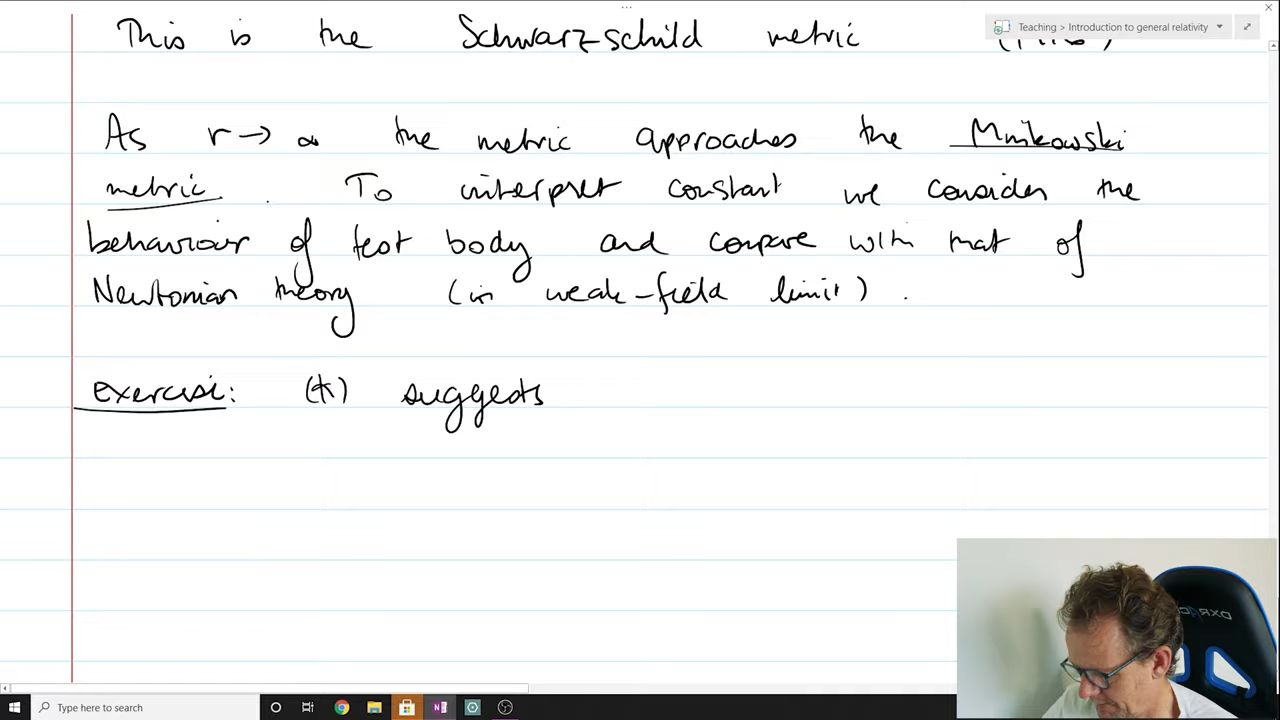 This is the Schwarzschild metric
Teaching > Introduction to general relativity
As r → ∞ the metric approaches the Minkowski
metric. To interpret constant we consider the
behaviour of test body and compare with that of
Newtonian theory (in weak-field limit).
Exercise: (*) suggests
DXRAC
Type here to search